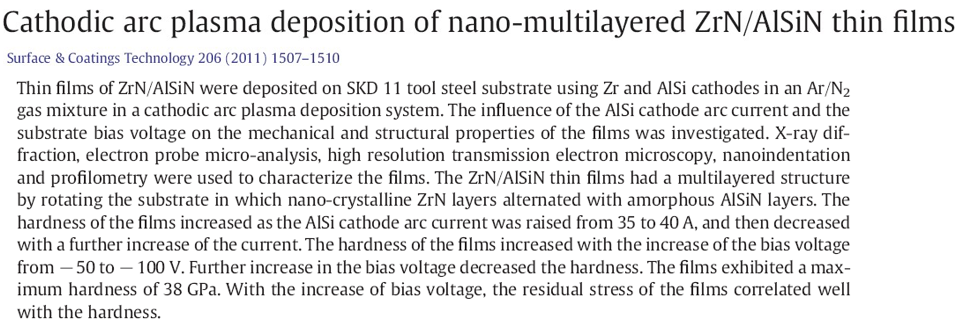 Cathodic arc plasma deposition of nano-multilayered ZrN/AlSiN thin films
Surface & Coatings Technology 206 (2011) 1507–1510
Thin films of ZrN/AlSiN were deposited on SKD 11 tool steel substrate using Zr and AlSi cathodes in an Ar/N₂
gas mixture in a cathodic arc plasma deposition system. The influence of the AlSi cathode arc current and the
substrate bias voltage on the mechanical and structural properties of the films was investigated. X-ray dif-
fraction, electron probe micro-analysis, high resolution transmission electron microscopy, nanoindentation
and profilometry were used to characterize the films. The ZrN/AlSiN thin films had a multilayered structure
by rotating the substrate in which nano-crystalline ZrN layers alternated with amorphous AlSiN layers. The
hardness of the films increased as the AlSi cathode arc current was raised from 35 to 40 A, and then decreased
with a further increase of the current. The hardness of the films increased with the increase of the bias voltage
from −50 to −100 V. Further increase in the bias voltage decreased the hardness. The films exhibited a max-
imum hardness of 38 GPa. With the increase of bias voltage, the residual stress of the films correlated well
with the hardness.